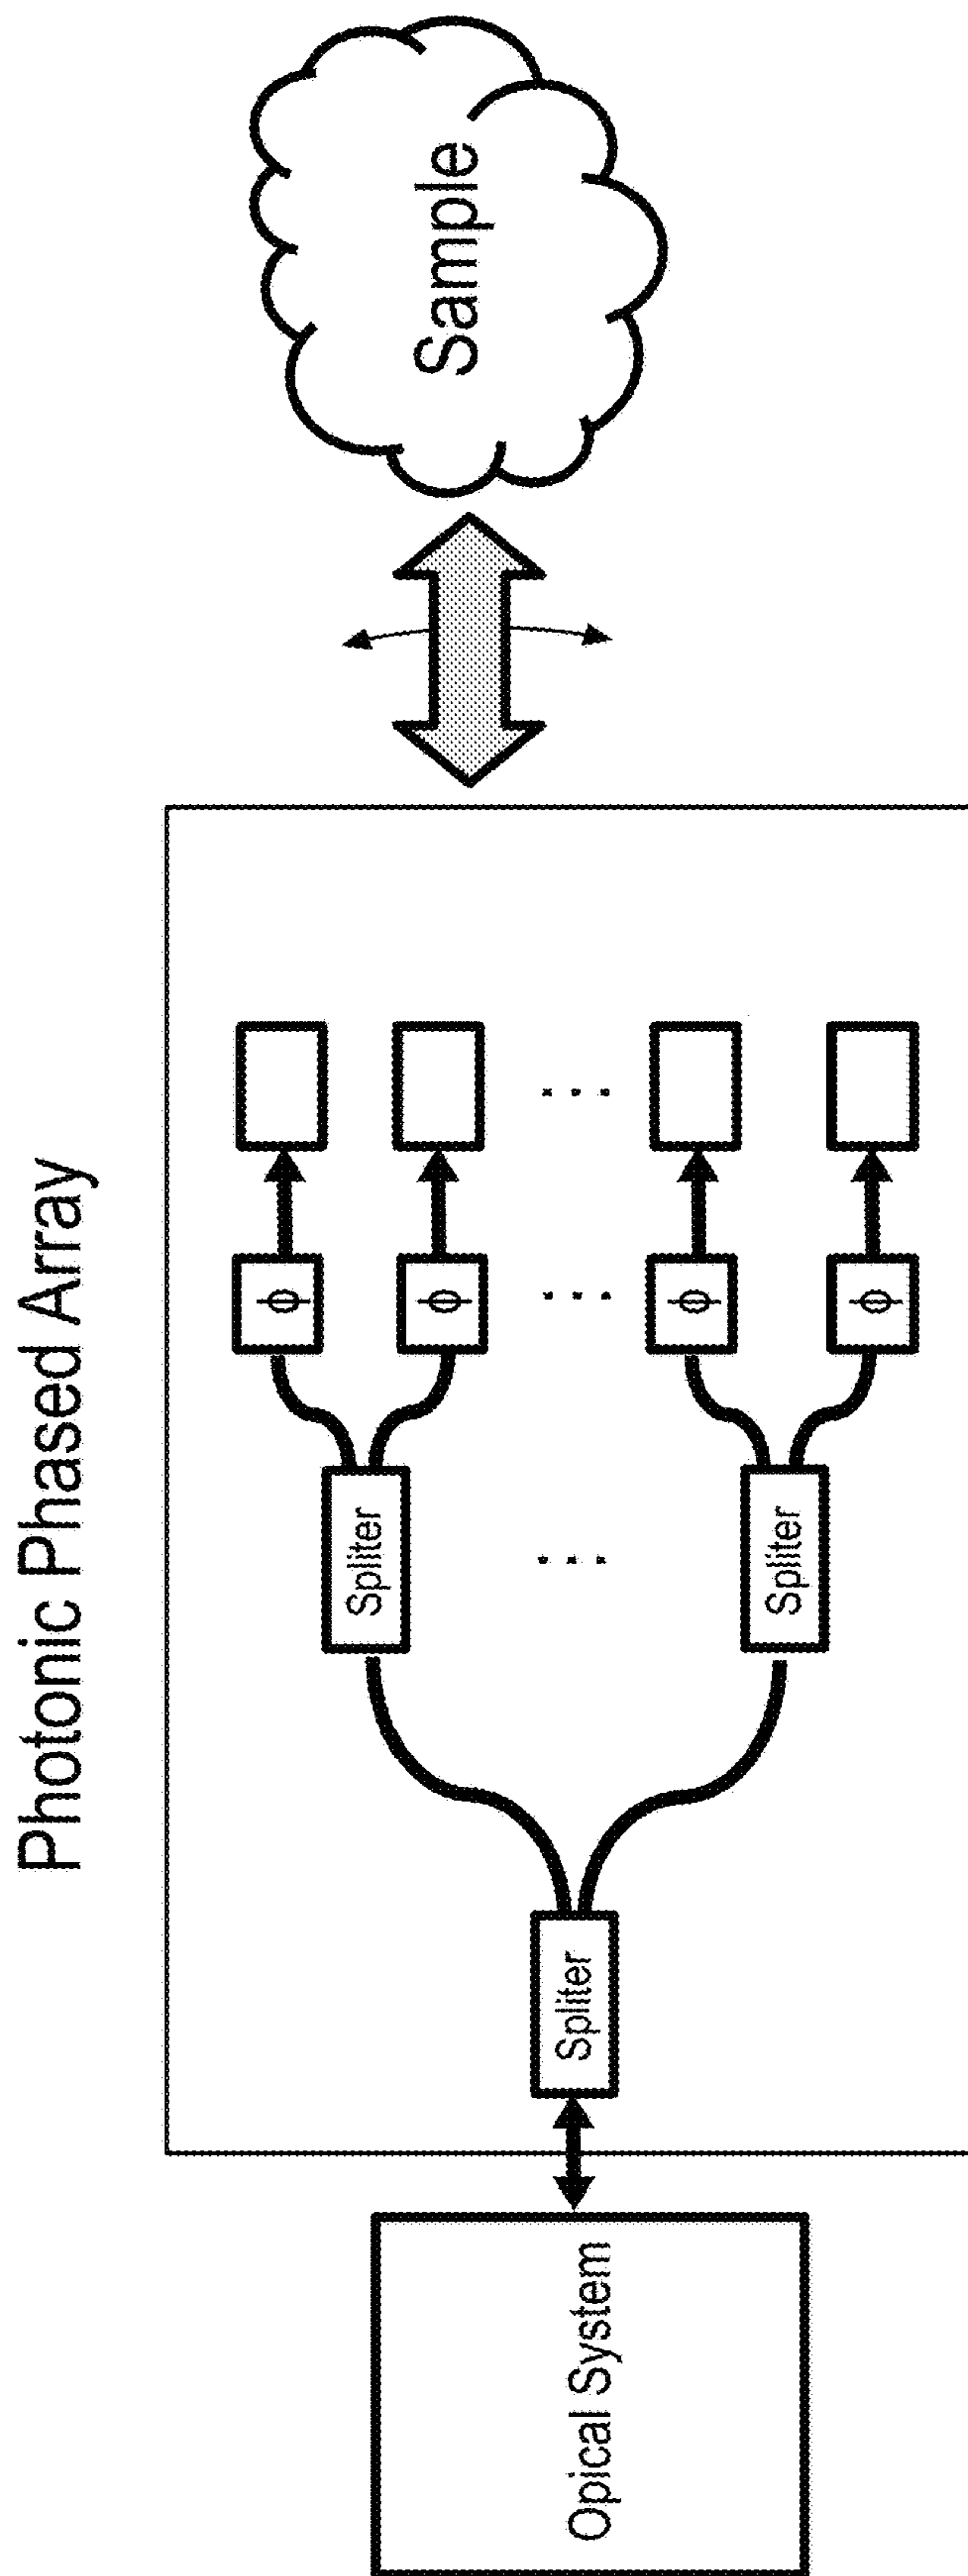 Photonic Phased Array
Opical System
Spliter
Spliter
Spliter
ϕ
ϕ
ϕ
ϕ
Sample